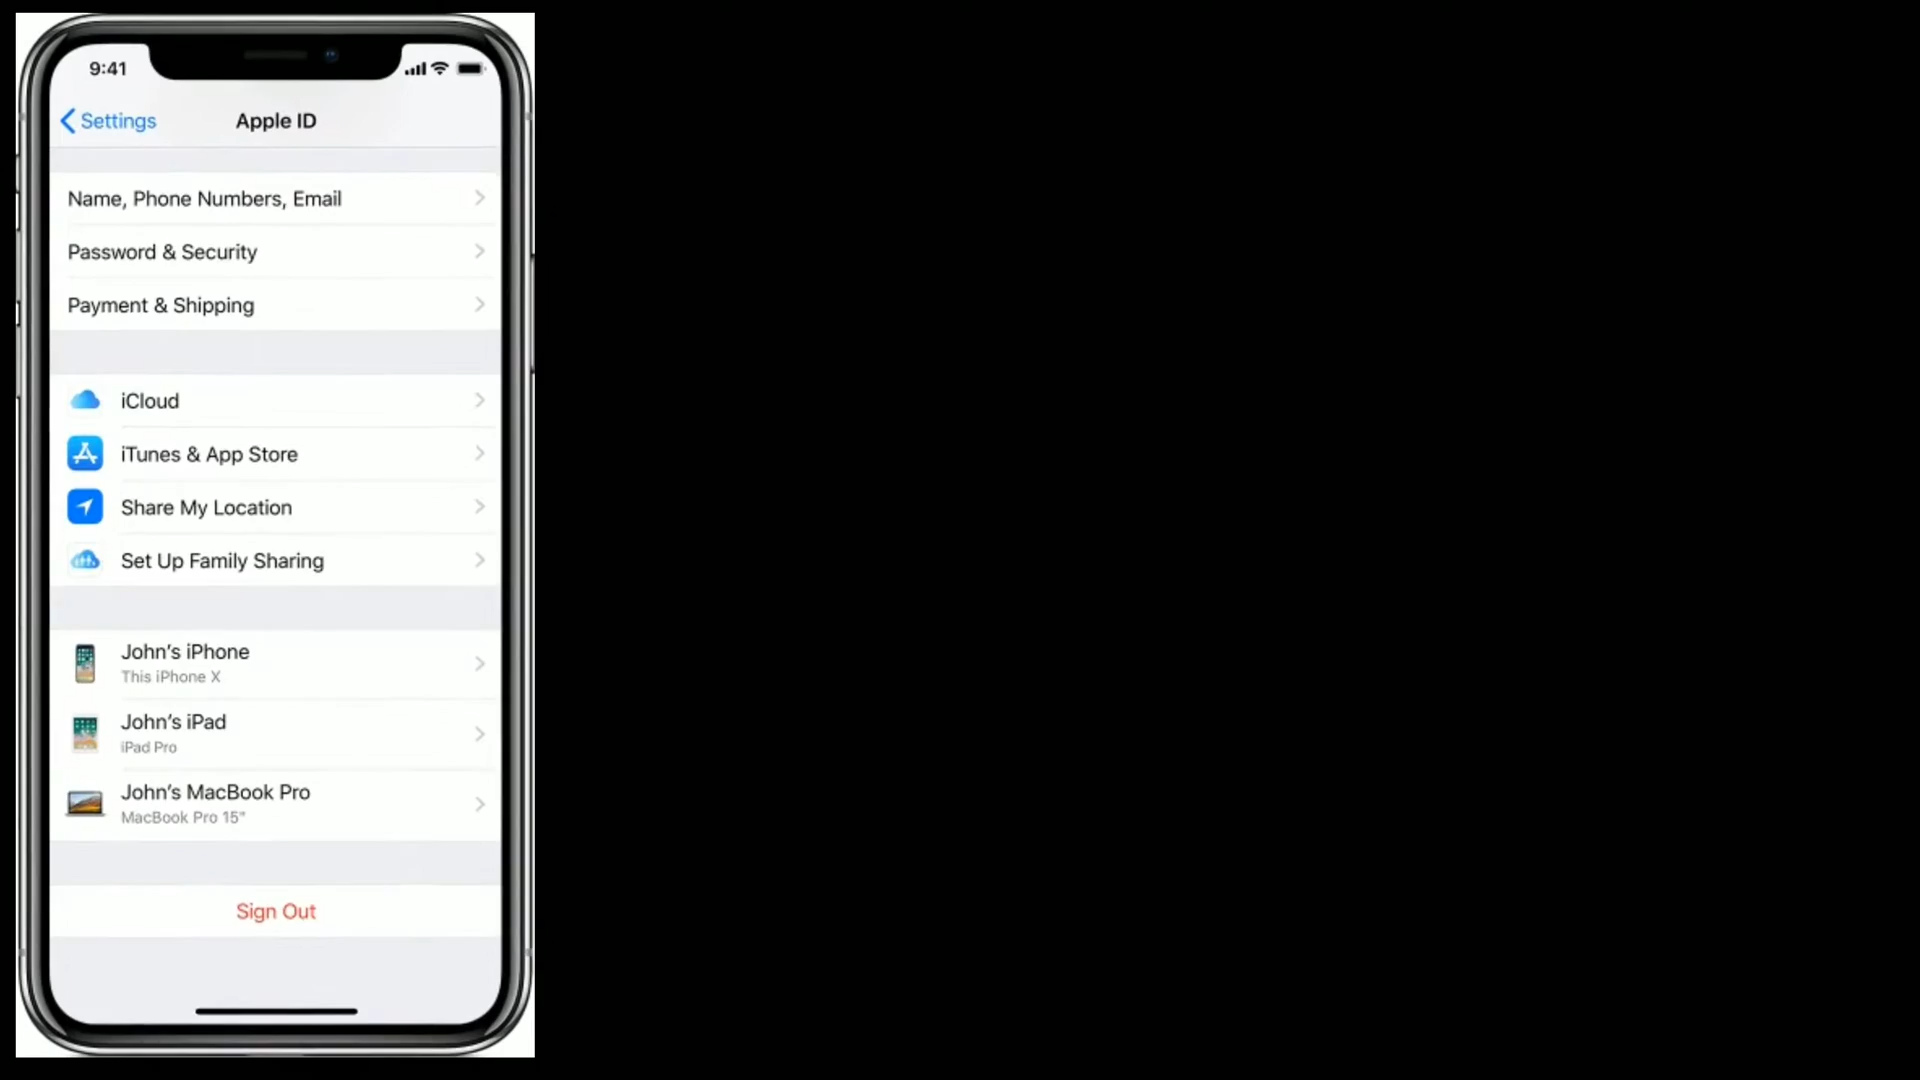 9:41
Settings
Apple ID
Name, Phone Numbers, Email
Password & Security
Payment & Shipping
iCloud
iTunes & App Store
Share My Location
Set Up Family Sharing
John’s iPhone
This iPhone X
John’s iPad
iPad Pro
John’s MacBook Pro
MacBook Pro 15"
Sign Out